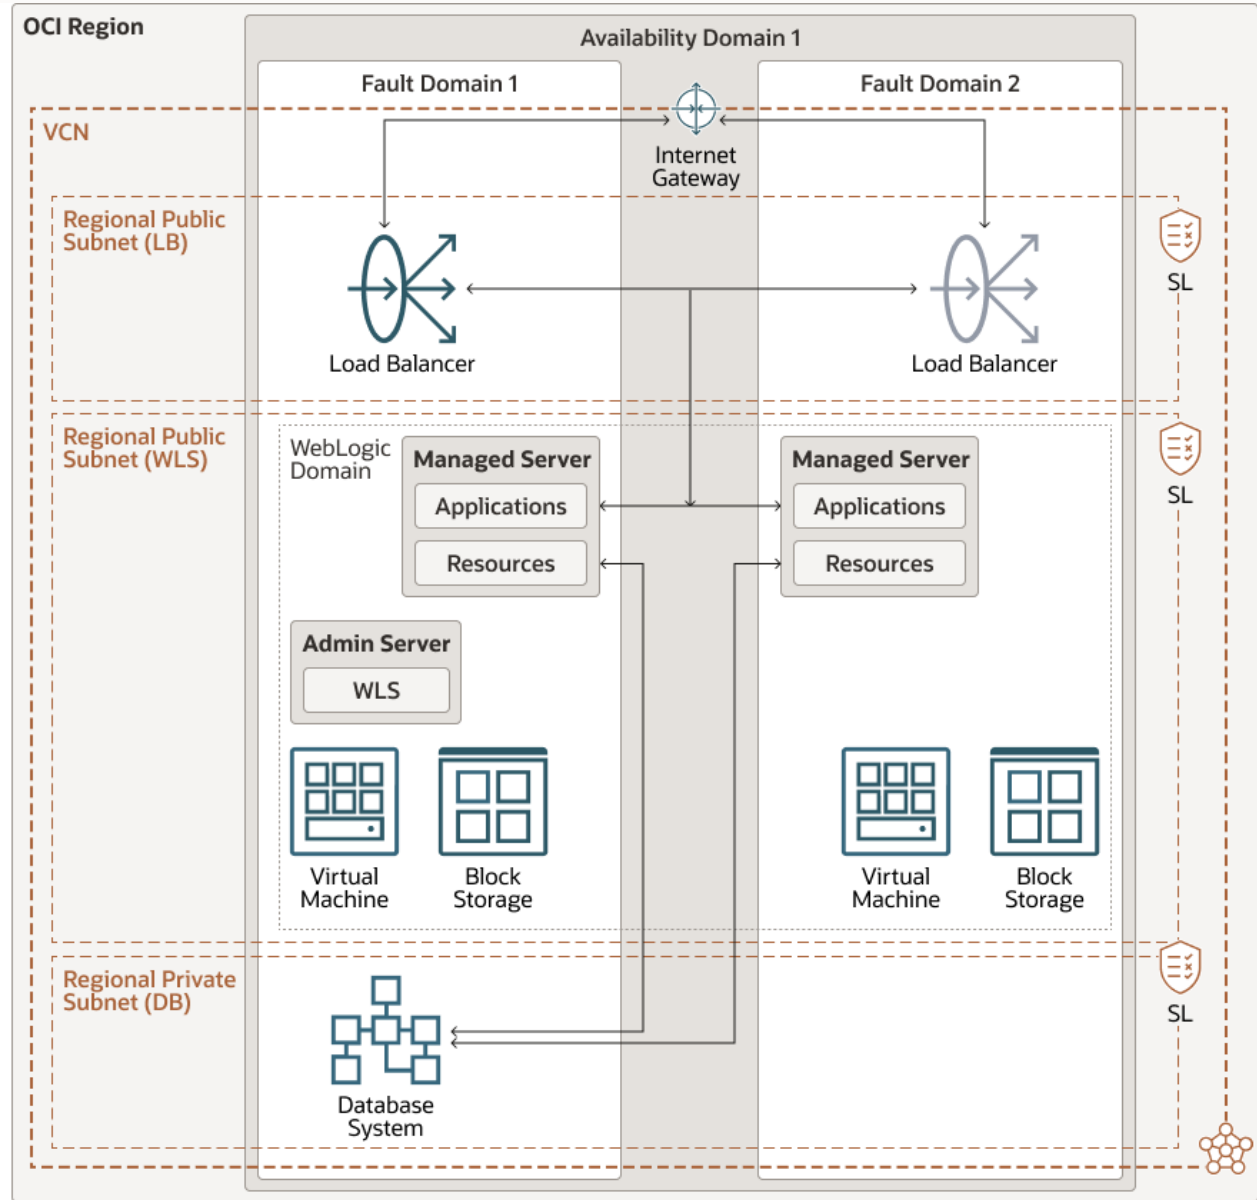 OCI Region
Availability Domain 1
Fault Domain 1
Fault Domain 2
VCN
Internet
Gateway
Regional Public
Subnet (LB)
SL
Load Balancer
Load Balancer
Regional Public
Subnet (WLS)
WebLogic
Domain
Managed Server
Applications
Resources
Managed Server
Applications
Resources
SL
Admin Server
WLS
Virtual
Machine
Block
Storage
Virtual
Machine
Block
Storage
Regional Private
Subnet (DB)
SL
Database
System